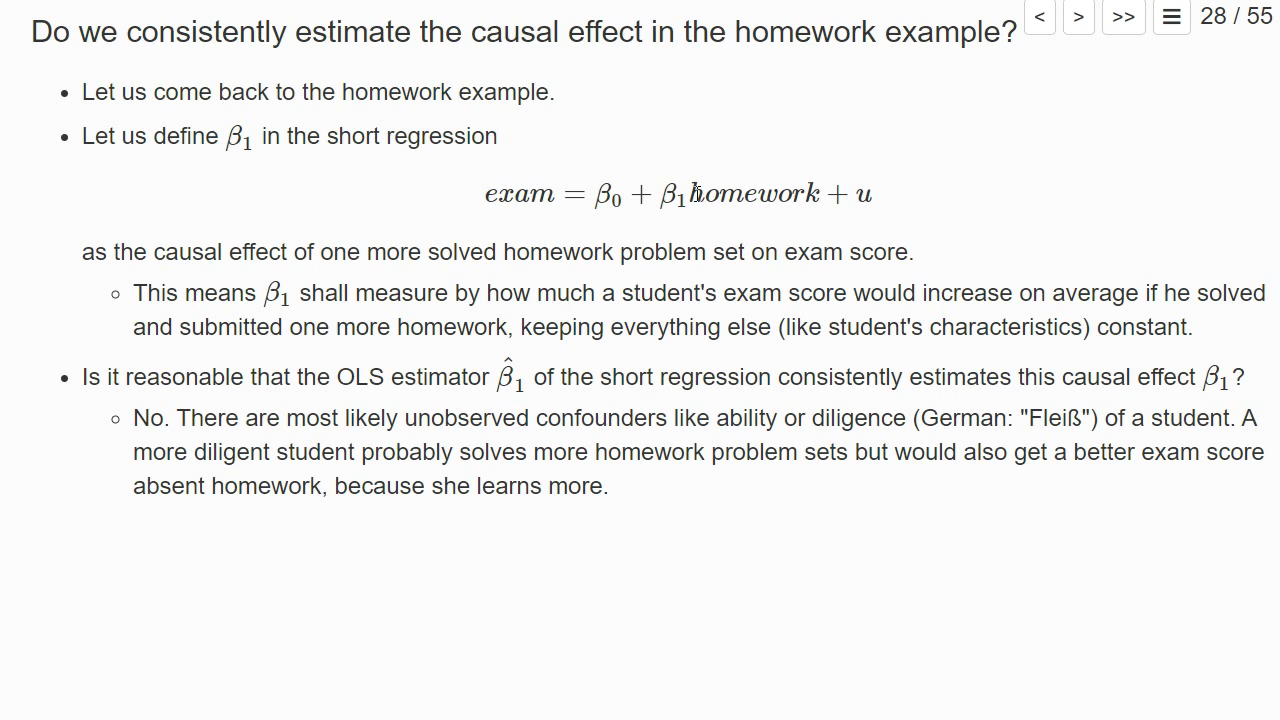 Do we consistently estimate the causal effect in the homework example?
< > >> ☰ 28 / 55
• Let us come back to the homework example.
• Let us define β₁ in the short regression
exam = β₀ + β₁homework + u
as the causal effect of one more solved homework problem set on exam score.
○ This means β₁ shall measure by how much a student's exam score would increase on average if he solved
and submitted one more homework, keeping everything else (like student's characteristics) constant.
• Is it reasonable that the OLS estimator β̂₁ of the short regression consistently estimates this causal effect β₁?
○ No. There are most likely unobserved confounders like ability or diligence (German: "Fleiß") of a student. A
more diligent student probably solves more homework problem sets but would also get a better exam score
absent homework, because she learns more.